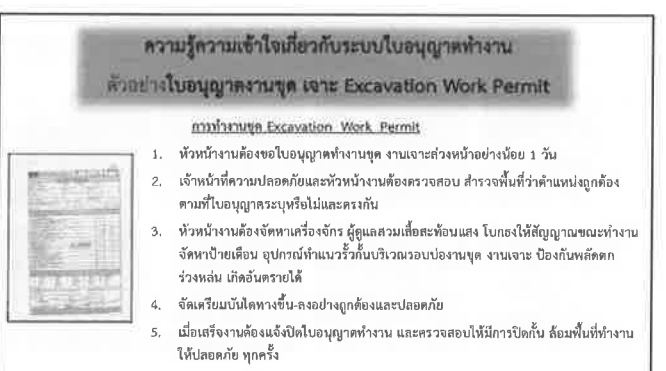 ความรู้ความเข้าใจเกี่ยวกับระบบใบอนุญาตทำงาน
ตัวอย่างใบอนุญาตงานขุด เจาะ Excavation Work Permit
การทำงานขุด Excavation Work Permit
1. หัวหน้างานต้องขอใบอนุญาตทำงานขุด งานเจาะล่วงหน้าอย่างน้อย 1 วัน
2. เจ้าหน้าที่ความปลอดภัยและหัวหน้างานต้องตรวจสอบ สำรวจพื้นที่ว่าตำแหน่งถูกต้อง
ตามที่ใบอนุญาตระบุหรือไม่และตรงกัน
3. หัวหน้างานต้องจัดหาเครื่องจักร ผู้ดูแลสวมเสื้อสะท้อนแสง โบกธงให้สัญญาณขณะทำงาน
จัดหาป้ายเตือน อุปกรณ์ทำแนวรั้วกั้นบริเวณรอบบ่องานขุด งานเจาะ ป้องกันพลัดตก
ร่วงหล่น เกิดอันตรายได้
4. จัดเตรียมบันไดทางขึ้น-ลงอย่างถูกต้องและปลอดภัย
5. เมื่อเสร็จงานต้องแจ้งปิดใบอนุญาตทำงาน และตรวจสอบให้มีการปิดกั้น ล้อมพื้นที่ทำงาน
ให้ปลอดภัย ทุกครั้ง